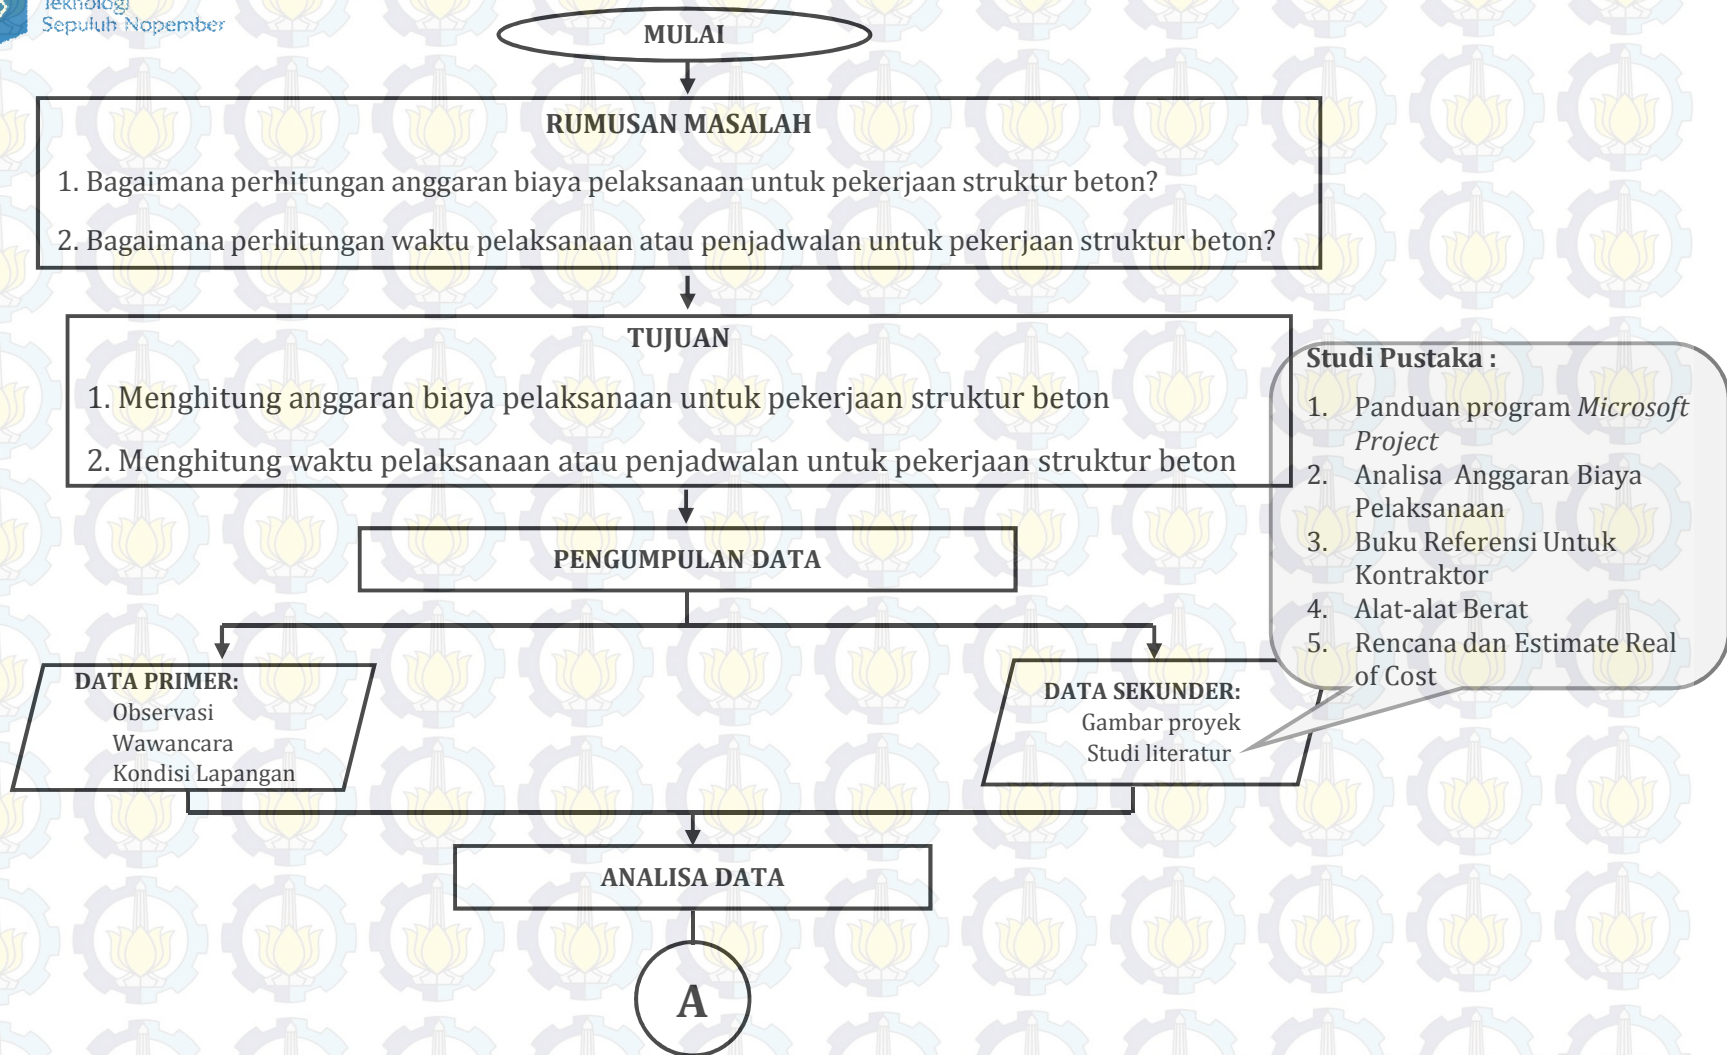 Teknologi
Sepuluh Nopember
MULAI
RUMUSAN MASALAH
1. Bagaimana perhitungan anggaran biaya pelaksanaan untuk pekerjaan struktur beton?
2. Bagaimana perhitungan waktu pelaksanaan atau penjadwalan untuk pekerjaan struktur beton?
TUJUAN
1. Menghitung anggaran biaya pelaksanaan untuk pekerjaan struktur beton
2. Menghitung waktu pelaksanaan atau penjadwalan untuk pekerjaan struktur beton
Studi Pustaka :
1. Panduan program Microsoft
Project
2. Analisa Anggaran Biaya
Pelaksanaan
3. Buku Referensi Untuk
Kontraktor
4. Alat-alat Berat
5. Rencana dan Estimate Real
of Cost
PENGUMPULAN DATA
DATA PRIMER:
Observasi
Wawancara
Kondisi Lapangan
DATA SEKUNDER:
Gambar proyek
Studi literatur
ANALISA DATA
A